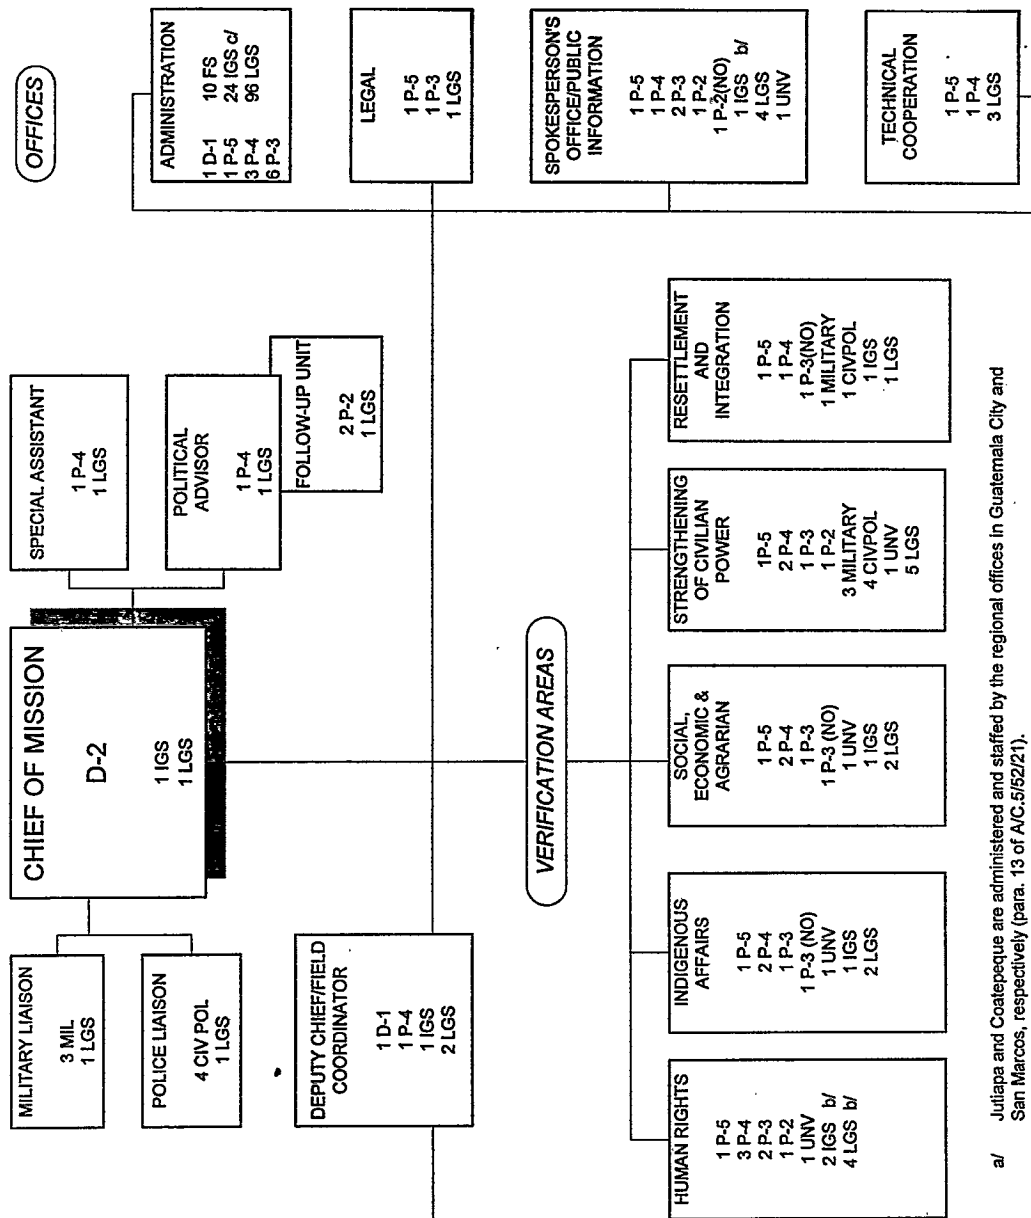 OFFICES
CHIEF OF MISSION
D-2
1 IGS
1 LGS
MILITARY LIAISON
3 MIL
1 LGS
POLICE LIAISON
4 CIV POL
1 LGS
SPECIAL ASSISTANT
1 P-4
1 LGS
POLITICAL
ADVISOR
1 P-4
1 LGS
FOLLOW-UP UNIT
2 P-2
1 LGS
ADMINISTRATION
1 D-1 10 FS
1 P-5 24 IGS c/
3 P-4 96 LGS
6 P-3
DEPUTY CHIEF/FIELD
COORDINATOR
1 D-1
1 P-4
1 IGS
2 LGS
LEGAL
1 P-5
1 P-3
1 LGS
SPOKESPERSON'S
OFFICE/PUBLIC
INFORMATION
1 P-5
1 P-4
2 P-3
1 P-2
1 P-2(NO)
1 IGS b/
4 LGS
1 UNV
TECHNICAL
COOPERATION
1 P-5
1 P-4
3 LGS
VERIFICATION AREAS
HUMAN RIGHTS
1 P-5
3 P-4
2 P-3
1 P-2
1 UNV
2 IGS b/
4 LGS b/
INDIGENOUS
AFFAIRS
1 P-5
2 P-4
1 P-3
1 P-3 (NO)
1 UNV
1 IGS
2 LGS
SOCIAL,
ECONOMIC &
AGRARIAN
1 P-5
2 P-4
1 P-3
1 P-3 (NO)
1 UNV
1 IGS
2 LGS
STRENGTHENING
OF CIVILIAN
POWER
1P-5
2 P-4
1 P-3
1 P-2
3 MILITARY
4 CIVPOL
1 UNV
5 LGS
RESETTLEMENT
AND
INTEGRATION
1 P-5
1 P-4
1 P-3(NO)
1 MILITARY
1 CIVPOL
1 IGS
1 LGS
a/ Jutiapa and Coatepeque are administered and staffed by the regional offices in Guatemala City and
San Marcos, respectively (para. 13 of A/C.5/52/21).